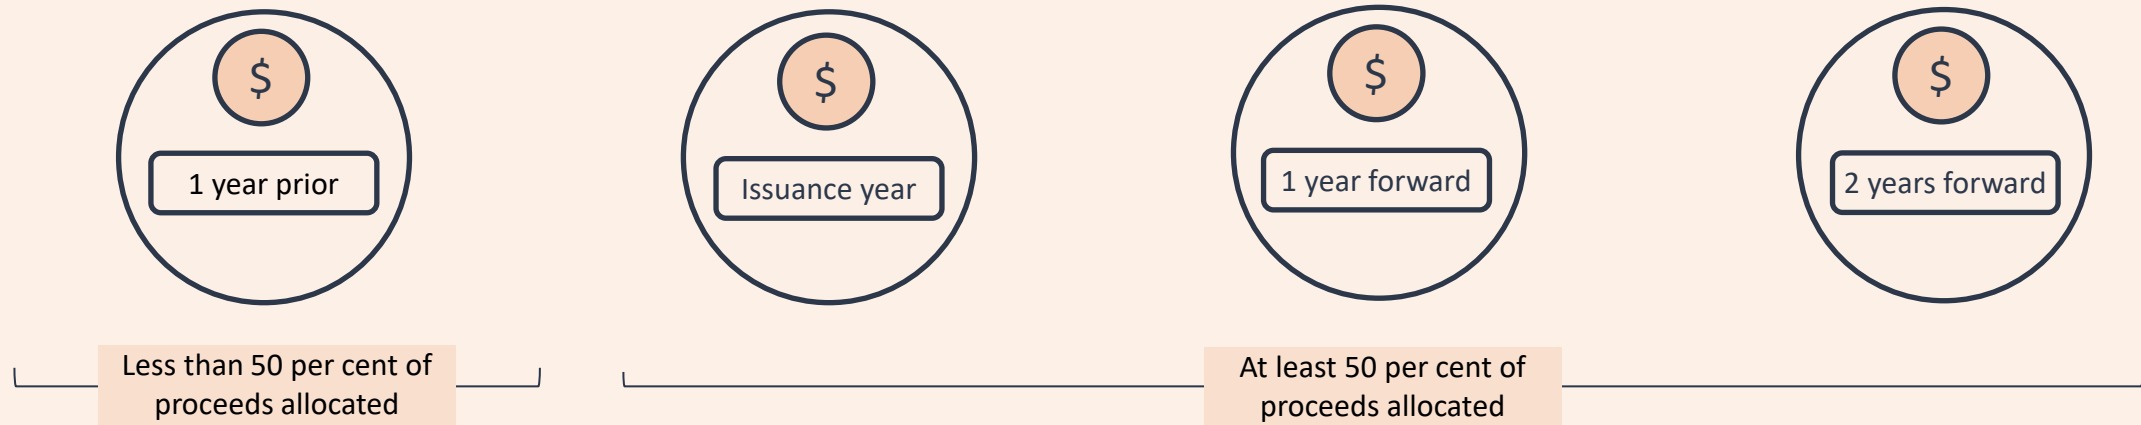 $
1 year prior
$
Issuance year
$
1 year forward
$
2 years forward
Less than 50 per cent of
proceeds allocated
At least 50 per cent of
proceeds allocated